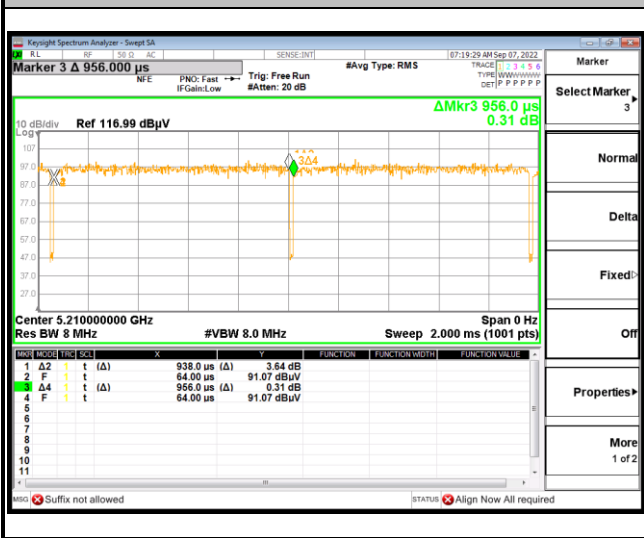 Keysight Spectrum Analyzer - Swept SA
RL RF 50 Ω AC SENSE:INT 07:19:29 AM Sep 07, 2022
Marker 3 Δ 956.000 µs
NFE PNO: Fast Trig: Free Run #Avg Type: RMS TRACE 1 2 3 4 5 6
IFGain:Low #Atten: 20 dB TYPE WWWWWW
DET P P P P P P
ΔMkr3 956.0 µs
0.31 dB
10 dB/div Ref 116.99 dBµV
Log
107
97.0
87.0
77.0
67.0
57.0
47.0
37.0
27.0
3Δ4
Center 5.210000000 GHz Span 0 Hz
Res BW 8 MHz #VBW 8.0 MHz Sweep 2.000 ms (1001 pts)
MKR MODE TRC SCL X Y FUNCTION FUNCTION WIDTH FUNCTION VALUE
1 Δ2 1 t (Δ) 938.0 µs (Δ) 3.64 dB
2 F 1 t 64.00 µs 91.07 dBµV
3 Δ4 1 t (Δ) 956.0 µs (Δ) 0.31 dB
4 F 1 t 64.00 µs 91.07 dBµV
5
6
7
8
9
10
11
MSG Suffix not allowed STATUS Align Now All required
Marker
Select Marker
3
Normal
Delta
Fixed
Off
Properties
More
1 of 2